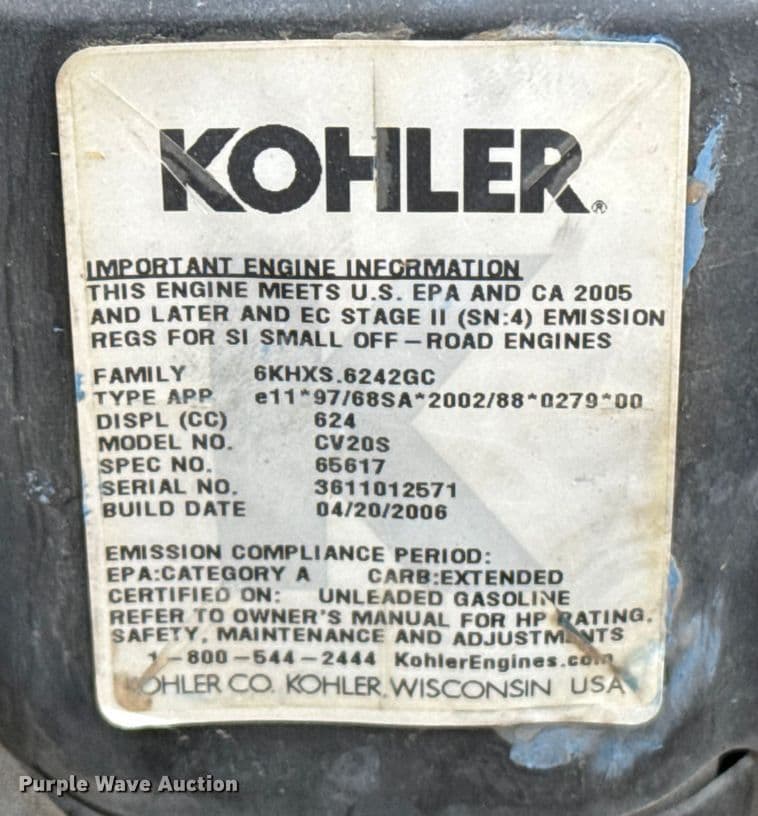 KOHLER®
IMPORTANT ENGINE INFORMATION
THIS ENGINE MEETS U.S. EPA AND CA 2005
AND LATER AND EC STAGE II (SN:4) EMISSION
REGS FOR SI SMALL OFF-ROAD ENGINES
FAMILY 6KHXS.6242GC
TYPE APP e11*97/68SA*2002/88*0279*00
DISPL (CC) 624
MODEL NO. CV20S
SPEC NO. 65617
SERIAL NO. 3611012571
BUILD DATE 04/20/2006
EMISSION COMPLIANCE PERIOD:
EPA:CATEGORY A CARB:EXTENDED
CERTIFIED ON: UNLEADED GASOLINE
REFER TO OWNER'S MANUAL FOR HP RATING,
SAFETY, MAINTENANCE AND ADJUSTMENTS
1-800-544-2444 KohlerEngines.com
KOHLER CO. KOHLER, WISCONSIN USA
Purple Wave Auction